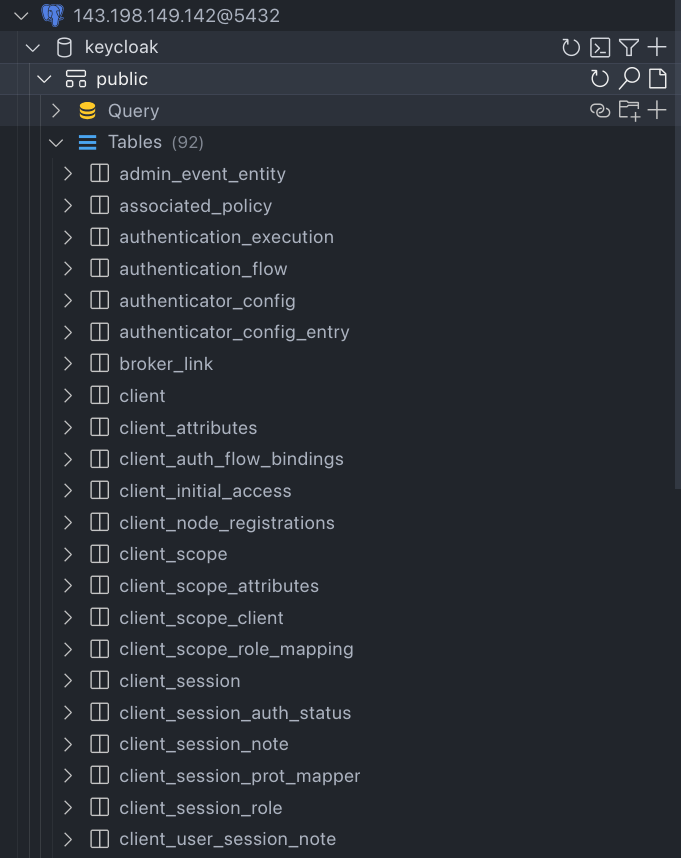 143.198.149.142@5432
keycloak
public
Query
Tables (92)
admin_event_entity
associated_policy
authentication_execution
authentication_flow
authenticator_config
authenticator_config_entry
broker_link
client
client_attributes
client_auth_flow_bindings
client_initial_access
client_node_registrations
client_scope
client_scope_attributes
client_scope_client
client_scope_role_mapping
client_session
client_session_auth_status
client_session_note
client_session_prot_mapper
client_session_role
client_user_session_note